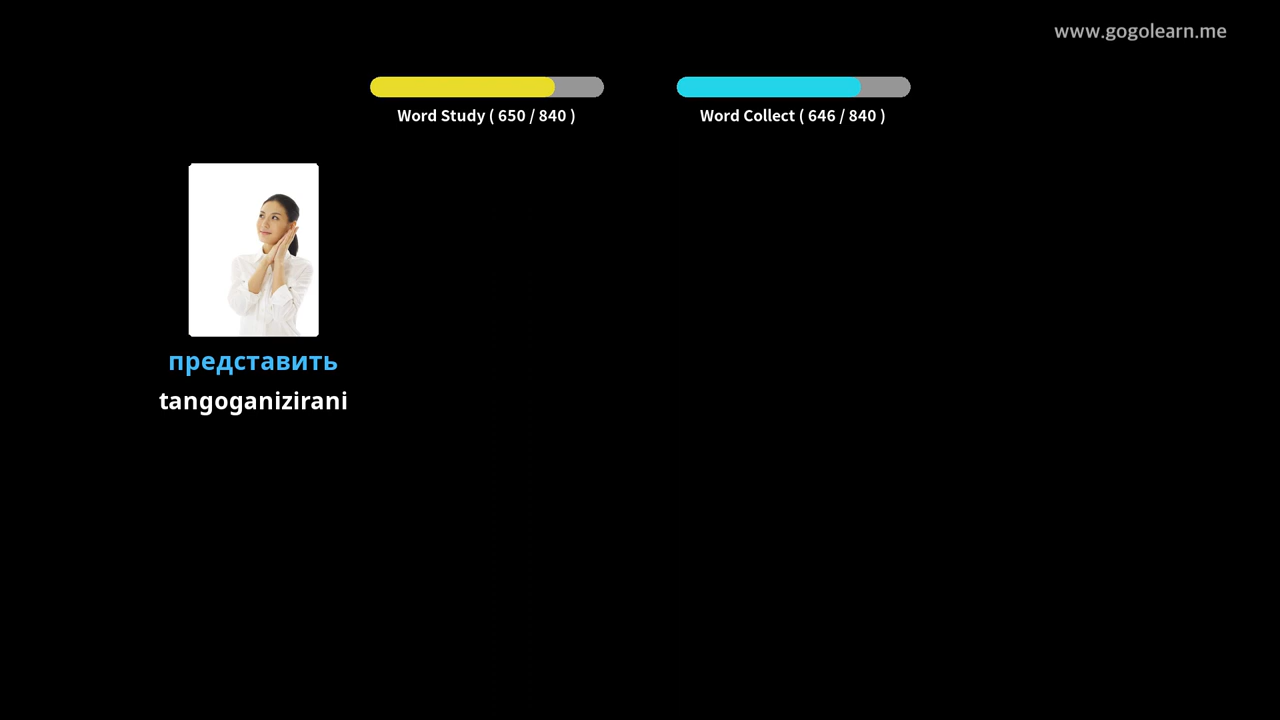 www.gogolearn.me
Word Study ( 650 / 840 )
Word Collect ( 646 / 840 )
представить
tangoganizirani